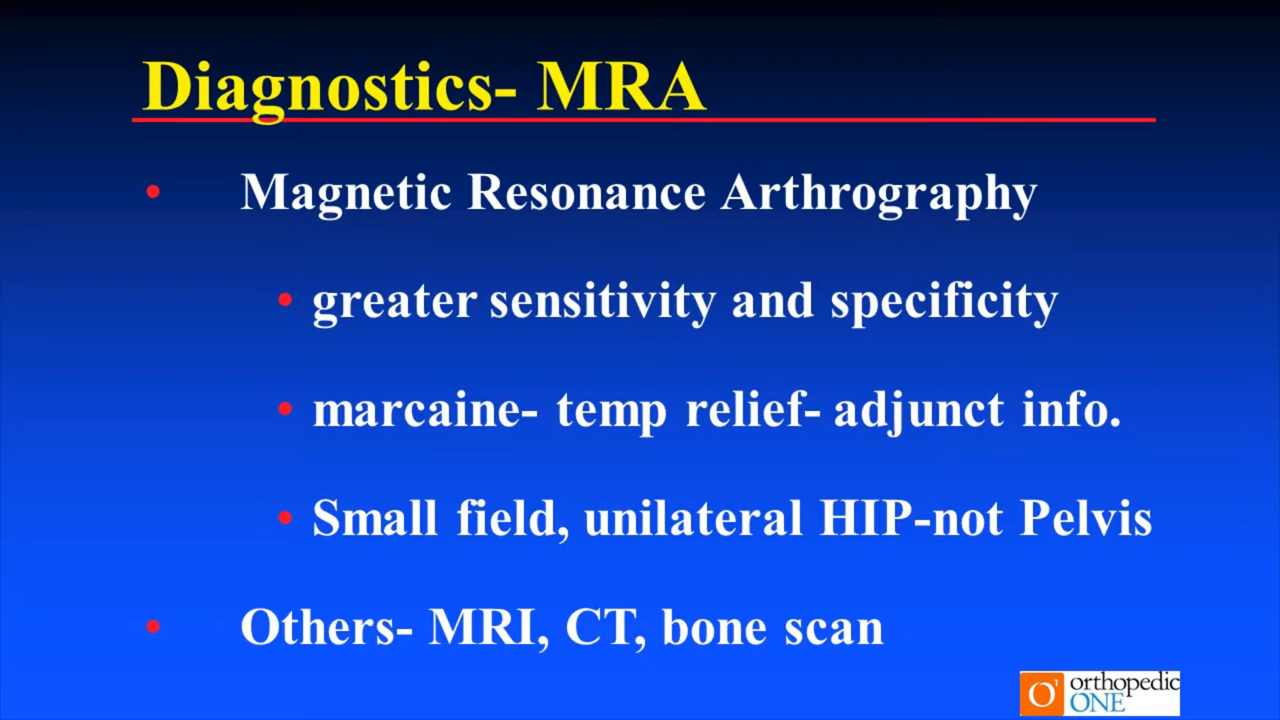 Diagnostics- MRA
• Magnetic Resonance Arthrography
• greater sensitivity and specificity
• marcaine- temp relief- adjunct info.
• Small field, unilateral HIP-not Pelvis
• Others- MRI, CT, bone scan
O1 orthopedic
ONE